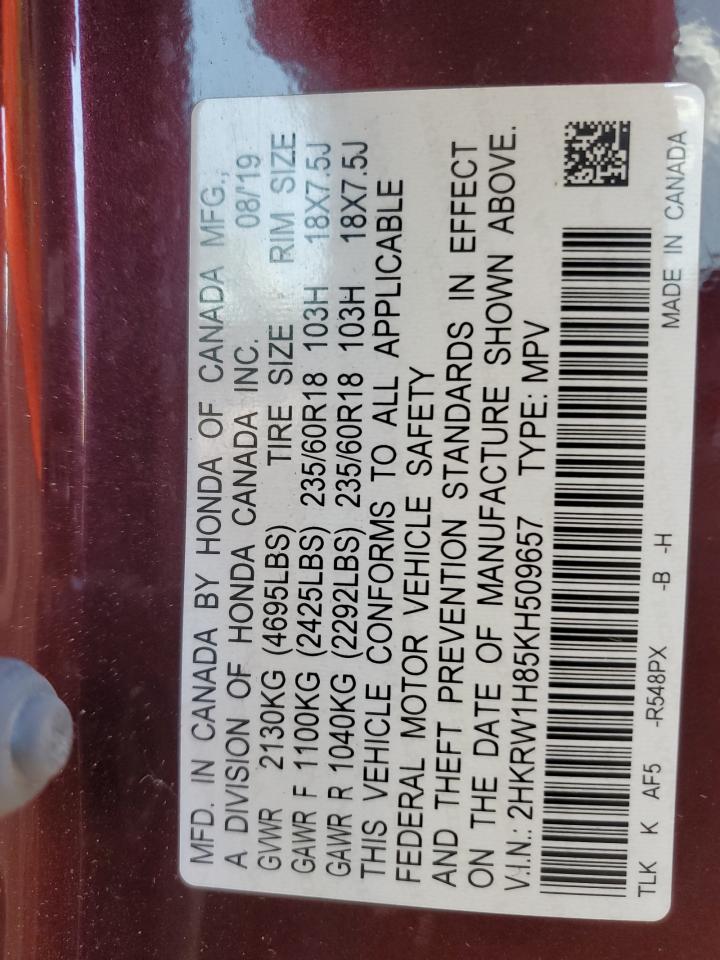 MFD. IN CANADA BY HONDA OF CANADA MFG.,
A DIVISION OF HONDA CANADA INC. 08/'19
GVWR 2130KG (4695LBS) TIRE SIZE RIM SIZE
GAWR F 1100KG (2425LBS) 235/60R18 103H 18X7.5J
GAWR R 1040KG (2292LBS) 235/60R18 103H 18X7.5J
THIS VEHICLE CONFORMS TO ALL APPLICABLE
FEDERAL MOTOR VEHICLE SAFETY
AND THEFT PREVENTION STANDARDS IN EFFECT
ON THE DATE OF MANUFACTURE SHOWN ABOVE.
V.I.N.: 2HKRW1H85KH509657 TYPE: MPV
TLK K AF5 -R548PX -B -H
MADE IN CANADA